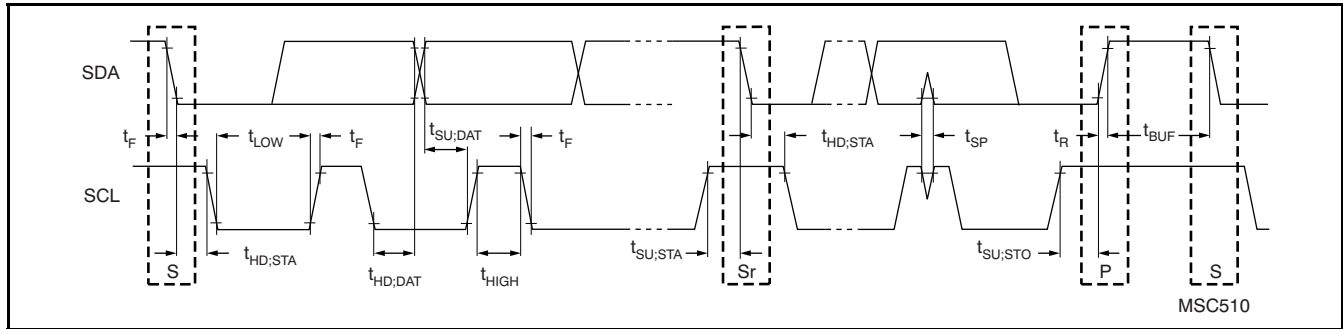 SDA
t_F
t_LOW
t_F
t_SU;DAT
t_F
t_HD;STA
t_SP
t_R
t_BUF
SCL
S
t_HD;STA
t_HD;DAT
t_HIGH
t_SU;STA
Sr
t_SU;STO
P
S
MSC510